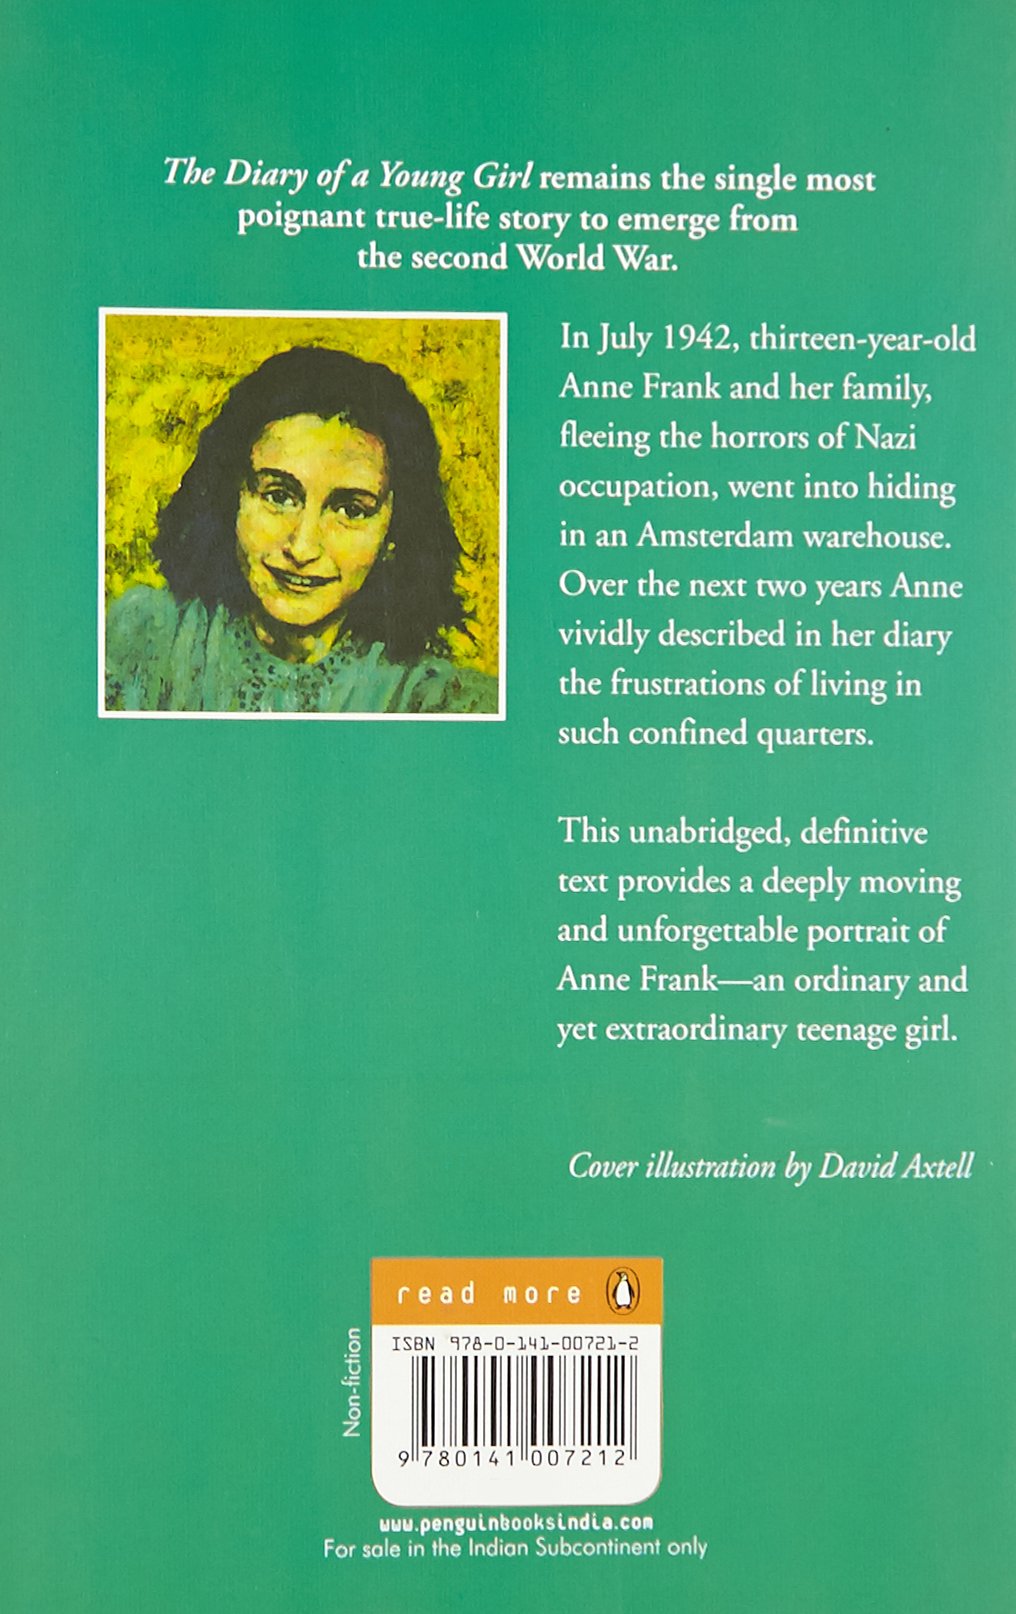 The Diary of a Young Girl remains the single most
poignant true-life story to emerge from
the second World War.
In July 1942, thirteen-year-old
Anne Frank and her family,
fleeing the horrors of Nazi
occupation, went into hiding
in an Amsterdam warehouse.
Over the next two years Anne
vividly described in her diary
the frustrations of living in
such confined quarters.
This unabridged, definitive
text provides a deeply moving
and unforgettable portrait of
Anne Frank—an ordinary and
yet extraordinary teenage girl.
Cover illustration by David Axtell
read more
Non-fiction
ISBN 978-0-141-00721-2
9 780141 007212
www.penguinbooksindia.com
For sale in the Indian Subcontinent only